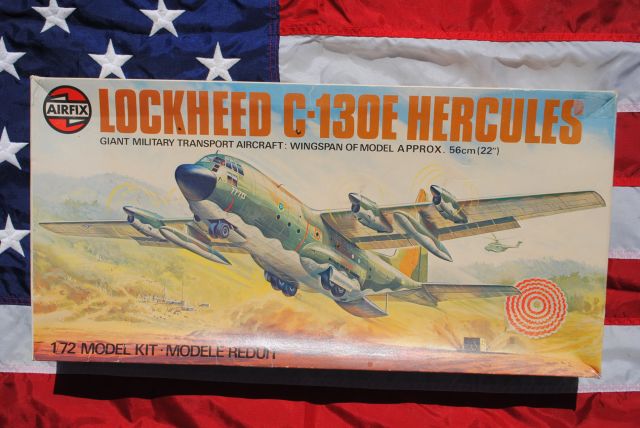 AIRFIX
LOCKHEED C-130E HERCULES
GIANT MILITARY TRANSPORT AIRCRAFT: WINGSPAN OF MODEL APPROX. 56cm (22")
7770
1:72 MODEL KIT · MODELE REDUIT